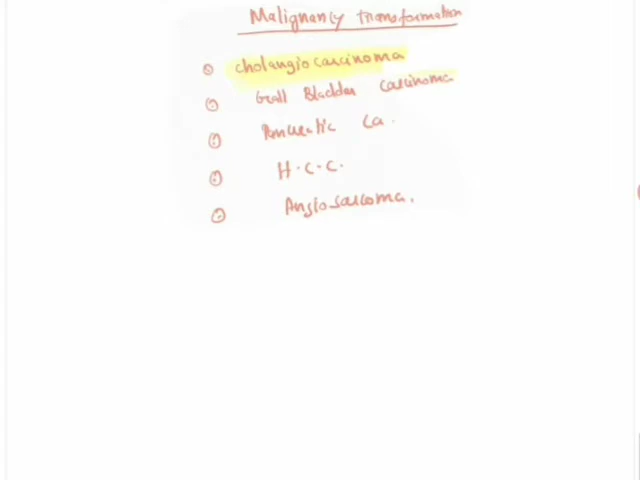 Malignancy Transformation
cholangiocarcinoma
Gall Bladder Carcinoma
Pancreatic Ca.
H.C.C.
Angiosarcoma.